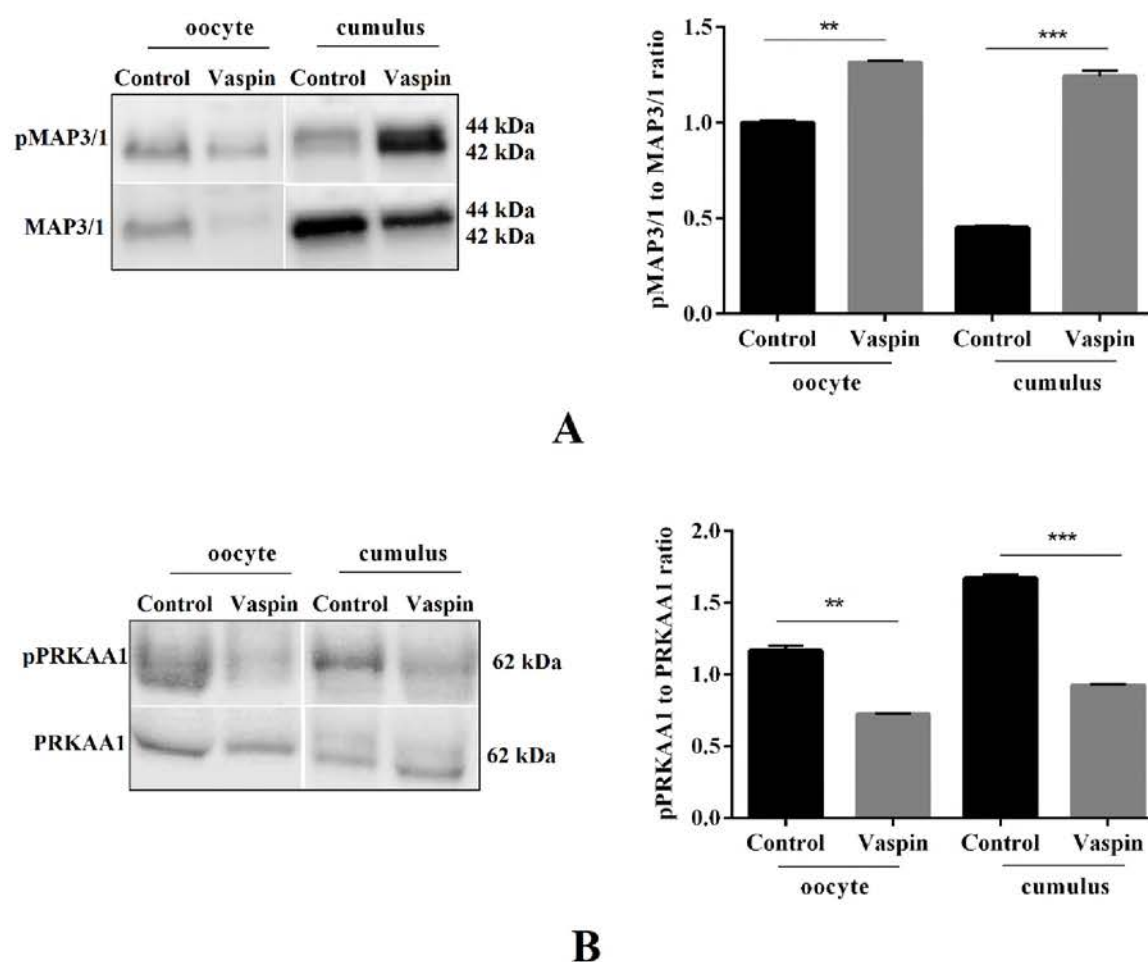 oocyte cumulus
Control Vaspin Control Vaspin
pMAP3/1
44 kDa
42 kDa
MAP3/1
44 kDa
42 kDa
pMAP3/1 to MAP3/1 ratio
1.5
1.0
0.5
0.0
** ***
Control Vaspin Control Vaspin
oocyte cumulus
A
oocyte cumulus
Control Vaspin Control Vaspin
pPRKAA1 62 kDa
PRKAA1 62 kDa
pPRKAA1 to PRKAA1 ratio
2.0
1.5
1.0
0.5
0.0
** ***
Control Vaspin Control Vaspin
oocyte cumulus
B